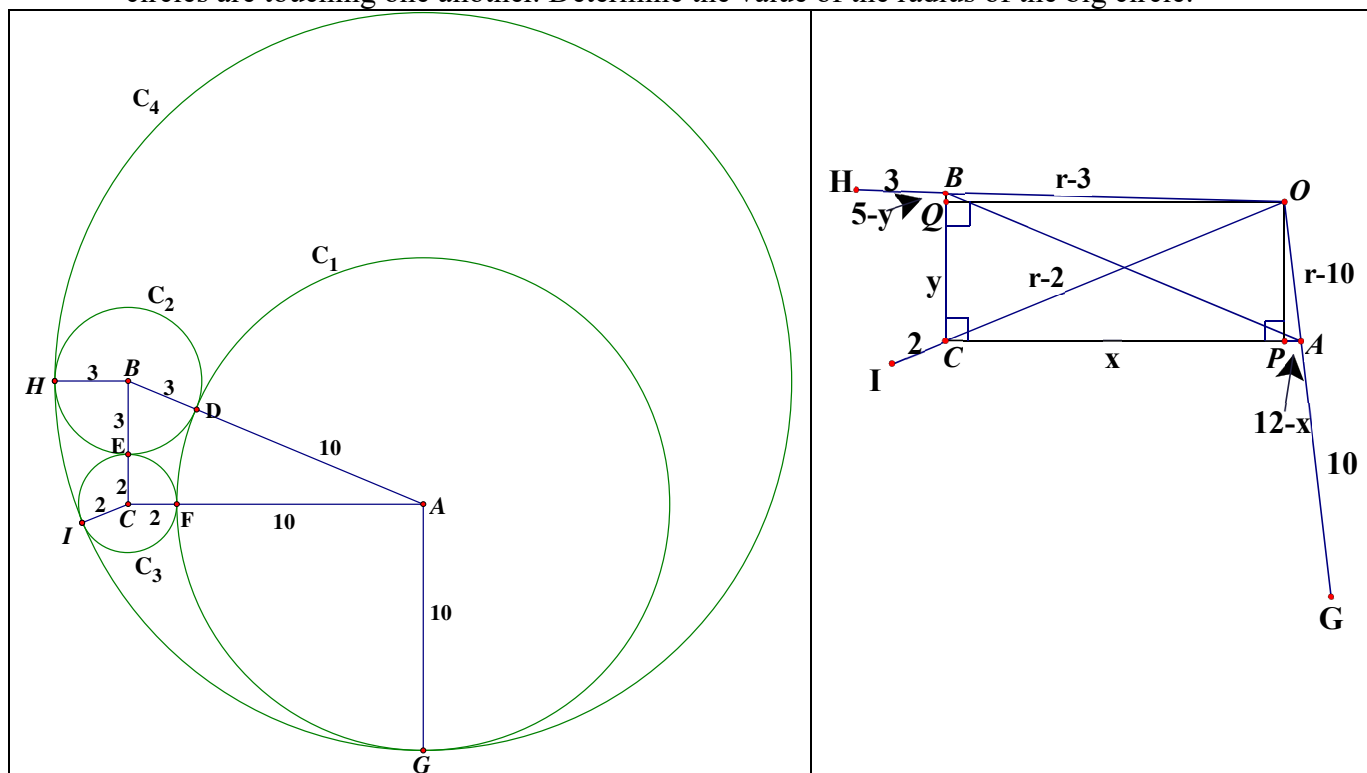 circles are touching one another. Determine the value of the radius of the big circle.
C4
C1
C2
B
3
H
3
D
3
10
E
2
2
C
2
F
10
A
I
C3
10
G
H
3
B
r-3
O
5-y
Q
r-10
y
r-2
2
C
x
P
A
I
12-x
10
G